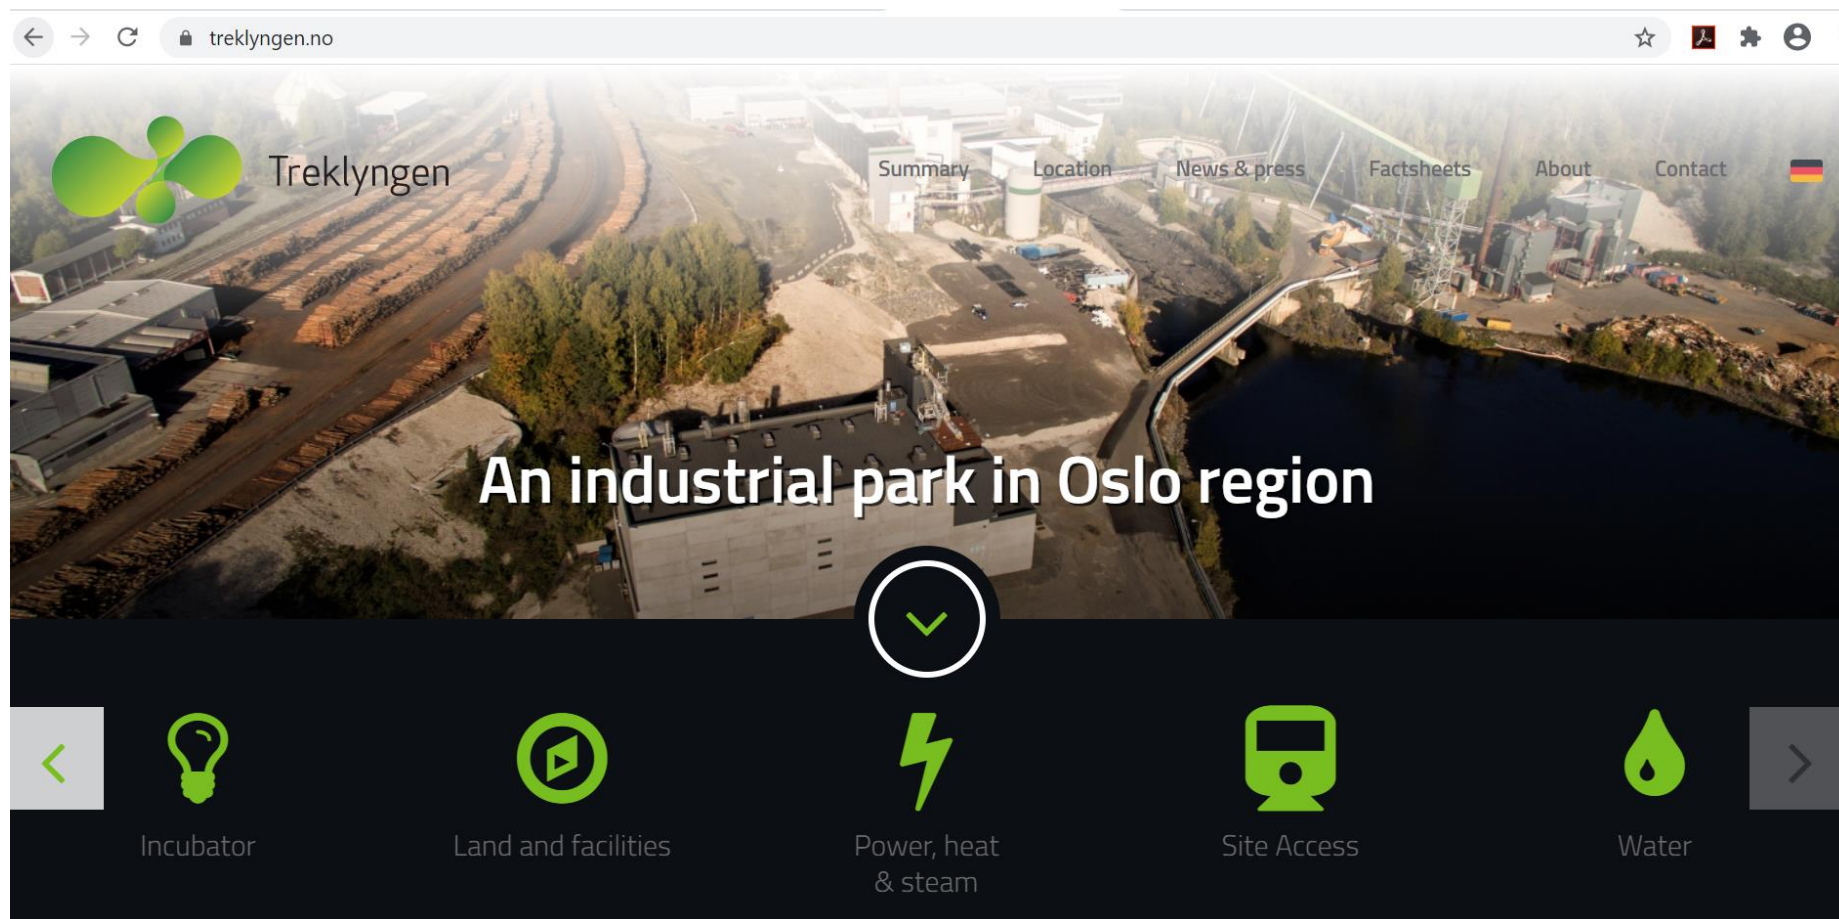 treklyngen.no
Treklyngen
Summary Location News & press Factsheets About Contact
An industrial park in Oslo region
Incubator Land and facilities Power, heat Site Access Water
& steam